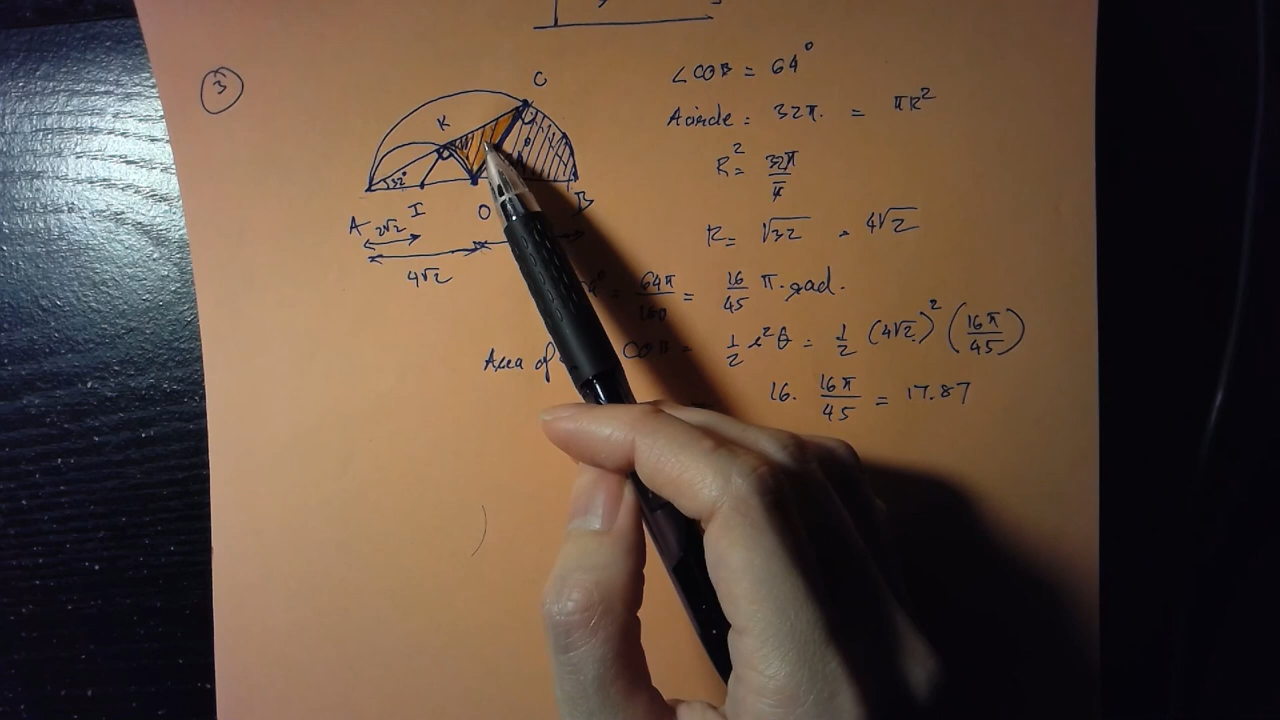 3
∠COB = 64°
A circle = 32π. = πR²
R² = 32π/π
R = √32 = 4√2
C
K
32°
A
I
O
B
2√2
4√2
= 64π/180 = 16/45 π rad.
Area of COB = 1/2 r²θ = 1/2 (4√2)² (16π/45)
16. 16π/45 = 17.87